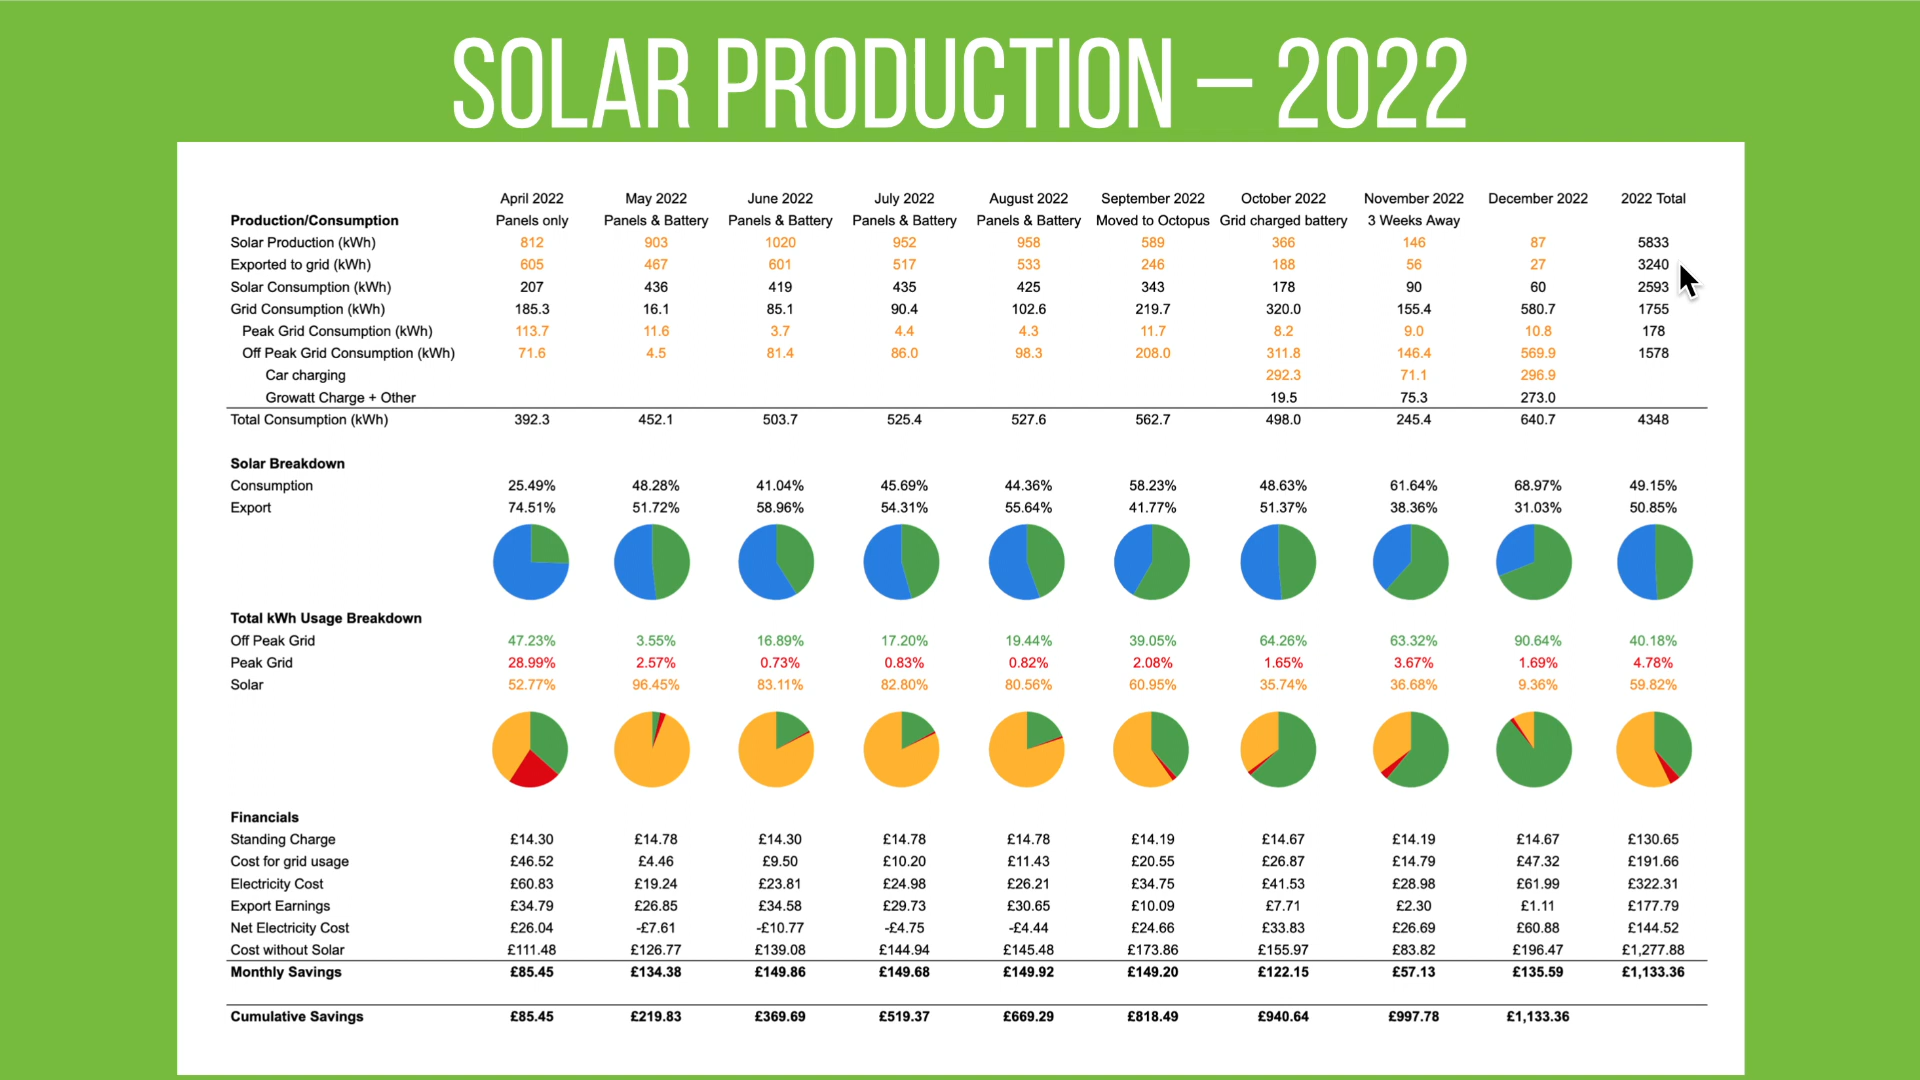 SOLAR PRODUCTION – 2022
April 2022 May 2022 June 2022 July 2022 August 2022 September 2022 October 2022 November 2022 December 2022 2022 Total
Production/Consumption Panels only Panels & Battery Panels & Battery Panels & Battery Panels & Battery Moved to Octopus Grid charged battery 3 Weeks Away
Solar Production (kWh) 812 903 1020 952 958 589 366 146 87 5833
Exported to grid (kWh) 605 467 601 517 533 246 188 56 27 3240
Solar Consumption (kWh) 207 436 419 435 425 343 178 90 60 2593
Grid Consumption (kWh) 185.3 16.1 85.1 90.4 102.6 219.7 320.0 155.4 580.7 1755
Peak Grid Consumption (kWh) 113.7 11.6 3.7 4.4 4.3 11.7 8.2 9.0 10.8 178
Off Peak Grid Consumption (kWh) 71.6 4.5 81.4 86.0 98.3 208.0 311.8 146.4 569.9 1578
Car charging 292.3 71.1 296.9
Growatt Charge + Other 19.5 75.3 273.0
Total Consumption (kWh) 392.3 452.1 503.7 525.4 527.6 562.7 498.0 245.4 640.7 4348
Solar Breakdown
Consumption 25.49% 48.28% 41.04% 45.69% 44.36% 58.23% 48.63% 61.64% 68.97% 49.15%
Export 74.51% 51.72% 58.96% 54.31% 55.64% 41.77% 51.37% 38.36% 31.03% 50.85%
Total kWh Usage Breakdown
Off Peak Grid 47.23% 3.55% 16.89% 17.20% 19.44% 39.05% 64.26% 63.32% 90.64% 40.18%
Peak Grid 28.99% 2.57% 0.73% 0.83% 0.82% 2.08% 1.65% 3.67% 1.69% 4.78%
Solar 52.77% 96.45% 83.11% 82.80% 80.56% 60.95% 35.74% 36.68% 9.36% 59.82%
Financials
Standing Charge £14.30 £14.78 £14.30 £14.78 £14.78 £14.19 £14.67 £14.19 £14.67 £130.65
Cost for grid usage £46.52 £4.46 £9.50 £10.20 £11.43 £20.55 £26.87 £14.79 £47.32 £191.66
Electricity Cost £60.83 £19.24 £23.81 £24.98 £26.21 £34.75 £41.53 £28.98 £61.99 £322.31
Export Earnings £34.79 £26.85 £34.58 £29.73 £30.65 £10.09 £7.71 £2.30 £1.11 £177.79
Net Electricity Cost £26.04 -£7.61 -£10.77 -£4.75 -£4.44 £24.66 £33.83 £26.69 £60.88 £144.52
Cost without Solar £111.48 £126.77 £139.08 £144.94 £145.48 £173.86 £155.97 £83.82 £196.47 £1,277.88
Monthly Savings £85.45 £134.38 £149.86 £149.68 £149.92 £149.20 £122.15 £57.13 £135.59 £1,133.36
Cumulative Savings £85.45 £219.83 £369.69 £519.37 £669.29 £818.49 £940.64 £997.78 £1,133.36